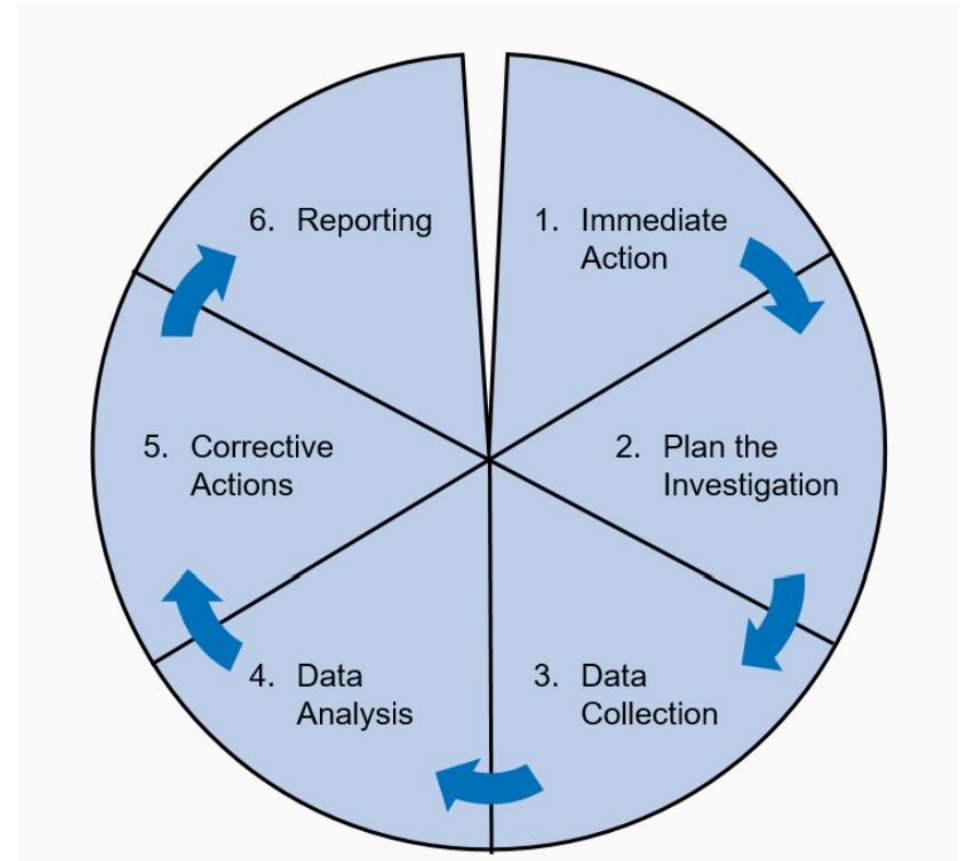 1. Immediate
Action
2. Plan the
Investigation
3. Data
Collection
4. Data
Analysis
5. Corrective
Actions
6. Reporting